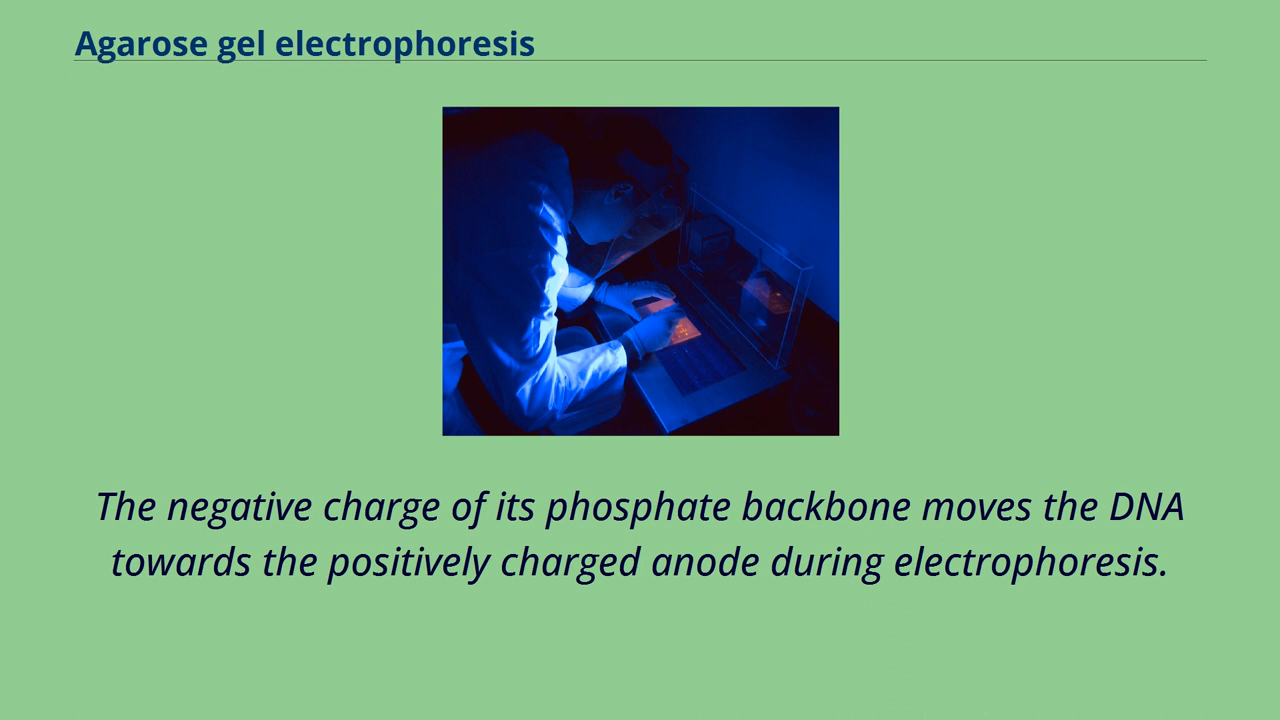 Agarose gel electrophoresis
The negative charge of its phosphate backbone moves the DNA
towards the positively charged anode during electrophoresis.